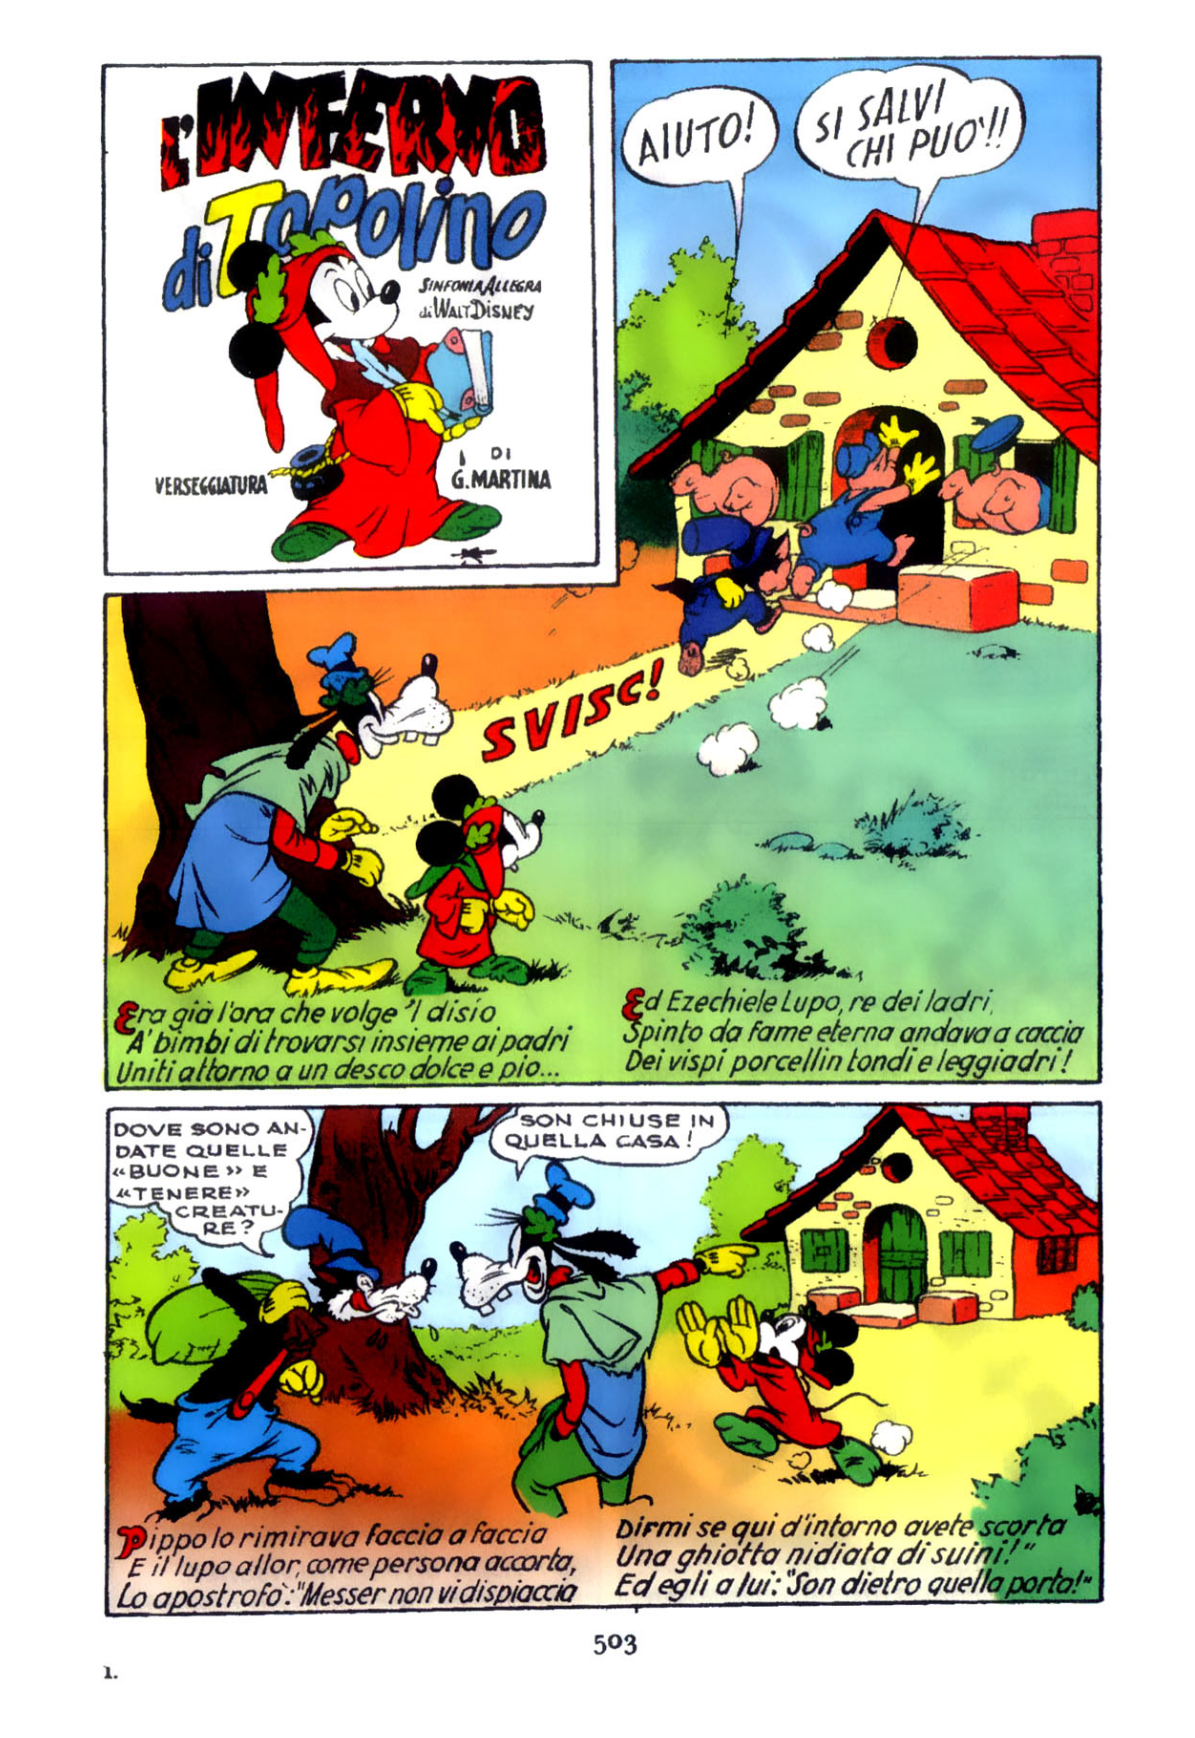 L'INFERNO
di Topolino
SINFONIA ALLEGRA
di WALT DISNEY
VERSEGGIATURA
DI
G. MARTINA
AIUTO!
SI SALVI
CHI PUO'!!
SVISC!
Era già l'ora che volge 'l disio
A' bimbi di trovarsi insieme ai padri
Uniti attorno a un desco dolce e pio...
Ed Ezechiele Lupo, re dei ladri,
Spinto da fame eterna andava a caccia
Dei vispi porcellin tondi e leggiadri!
DOVE SONO AN-
DATE QUELLE
«BUONE» E
«TENERE»
CREATU-
RE?
SON CHIUSE IN
QUELLA CASA!
Pippo lo rimirava faccia a faccia
E il lupo allor, come persona accorta,
Lo apostrofò: "Messer non vi dispiaccia
Dirmi se qui d'intorno avete scorta
Una ghiotta nidiata di suini!"
Ed egli a lui: "Son dietro quella porta!"
503
1.